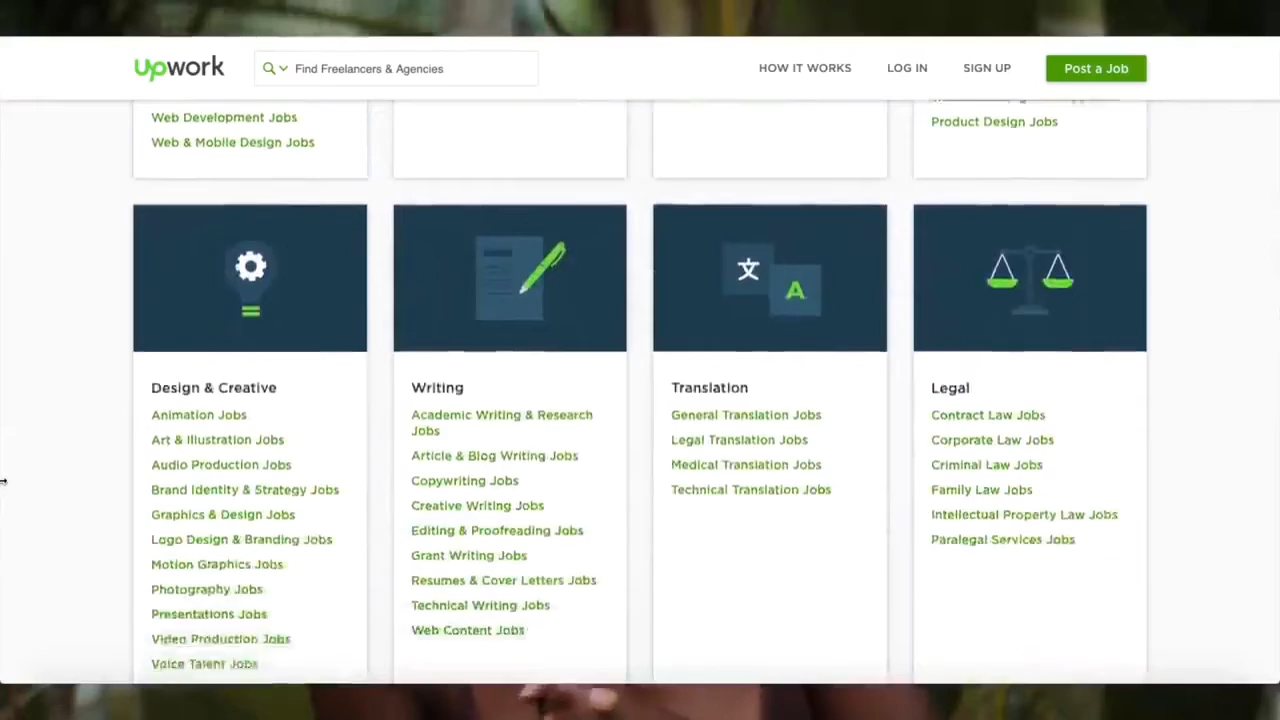 upwork
Find Freelancers & Agencies
HOW IT WORKS
LOG IN
SIGN UP
Post a Job
Web Development Jobs
Web & Mobile Design Jobs
Product Design Jobs
文
A
Design & Creative
Animation Jobs
Art & Illustration Jobs
Audio Production Jobs
Brand Identity & Strategy Jobs
Graphics & Design Jobs
Logo Design & Branding Jobs
Motion Graphics Jobs
Photography Jobs
Presentations Jobs
Video Production Jobs
Voice Talent Jobs
Writing
Academic Writing & Research
Jobs
Article & Blog Writing Jobs
Copywriting Jobs
Creative Writing Jobs
Editing & Proofreading Jobs
Grant Writing Jobs
Resumes & Cover Letters Jobs
Technical Writing Jobs
Web Content Jobs
Translation
General Translation Jobs
Legal Translation Jobs
Medical Translation Jobs
Technical Translation Jobs
Legal
Contract Law Jobs
Corporate Law Jobs
Criminal Law Jobs
Family Law Jobs
Intellectual Property Law Jobs
Paralegal Services Jobs